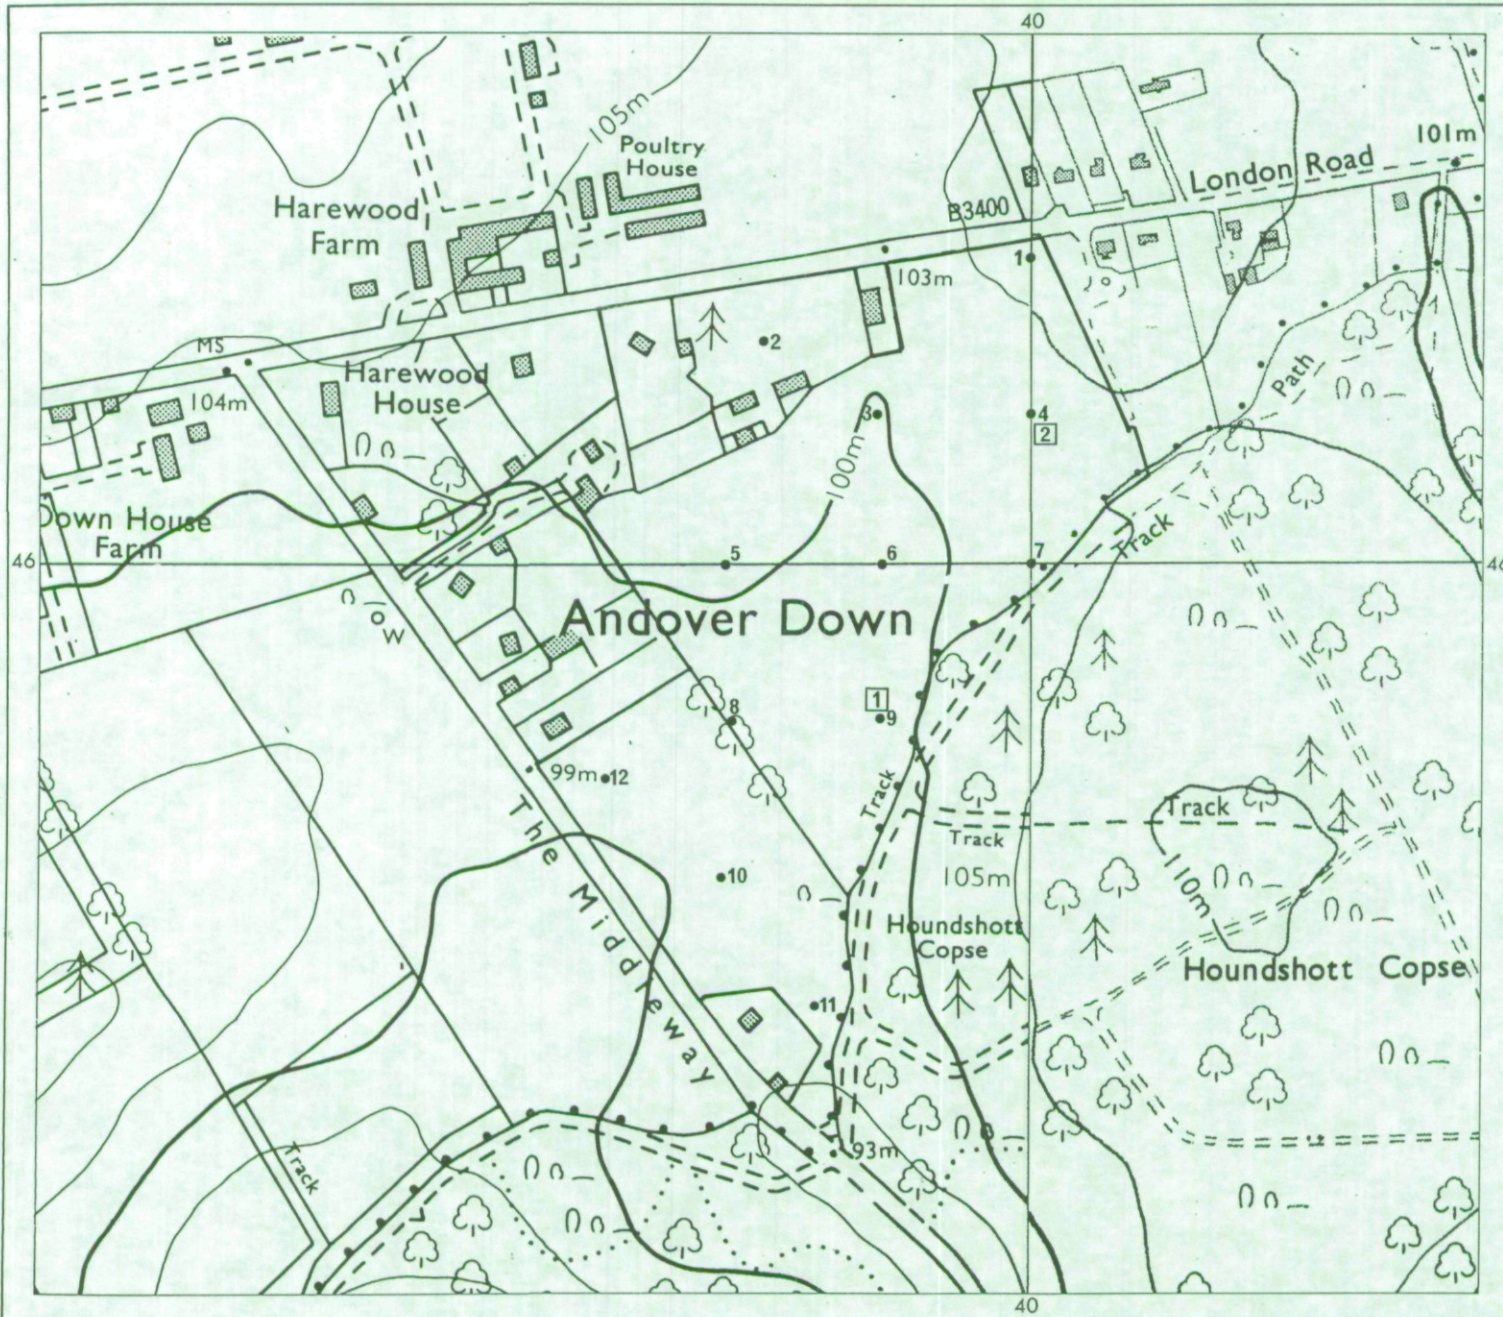 40
105m
Poultry
House
101m
London Road
Harewood
Farm
B3400
1
103m
MS
2
Harewood
House
Path
104m
3
4
2
100m
Down House
Farm
Track
46
5
6
7
46
Andover Down
W
1
8
9
99m
12
Track
Track
Track
The Middleway
10
105m
110m
Houndshott
Copse
Houndshott Copse
11
Track
93m
40